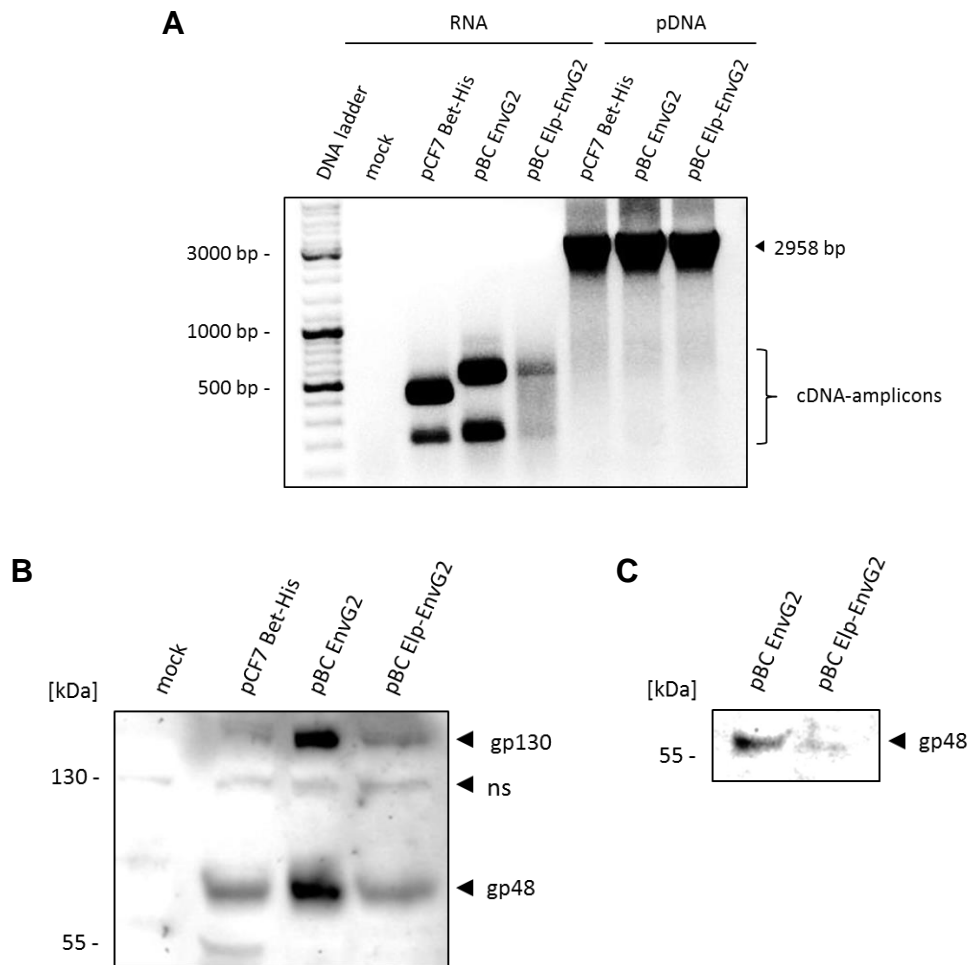 A
RNA
pDNA
DNA ladder
mock
pCF7 Bet-His
pBC EnvG2
pBC Elp-EnvG2
pCF7 Bet-His
pBC EnvG2
pBC Elp-EnvG2
3000 bp -
2958 bp
1000 bp -
500 bp -
cDNA-amplicons
B
mock
pCF7 Bet-His
pBC EnvG2
pBC Elp-EnvG2
[kDa]
gp130
130 -
ns
gp48
55 -
C
pBC EnvG2
pBC Elp-EnvG2
[kDa]
gp48
55 -